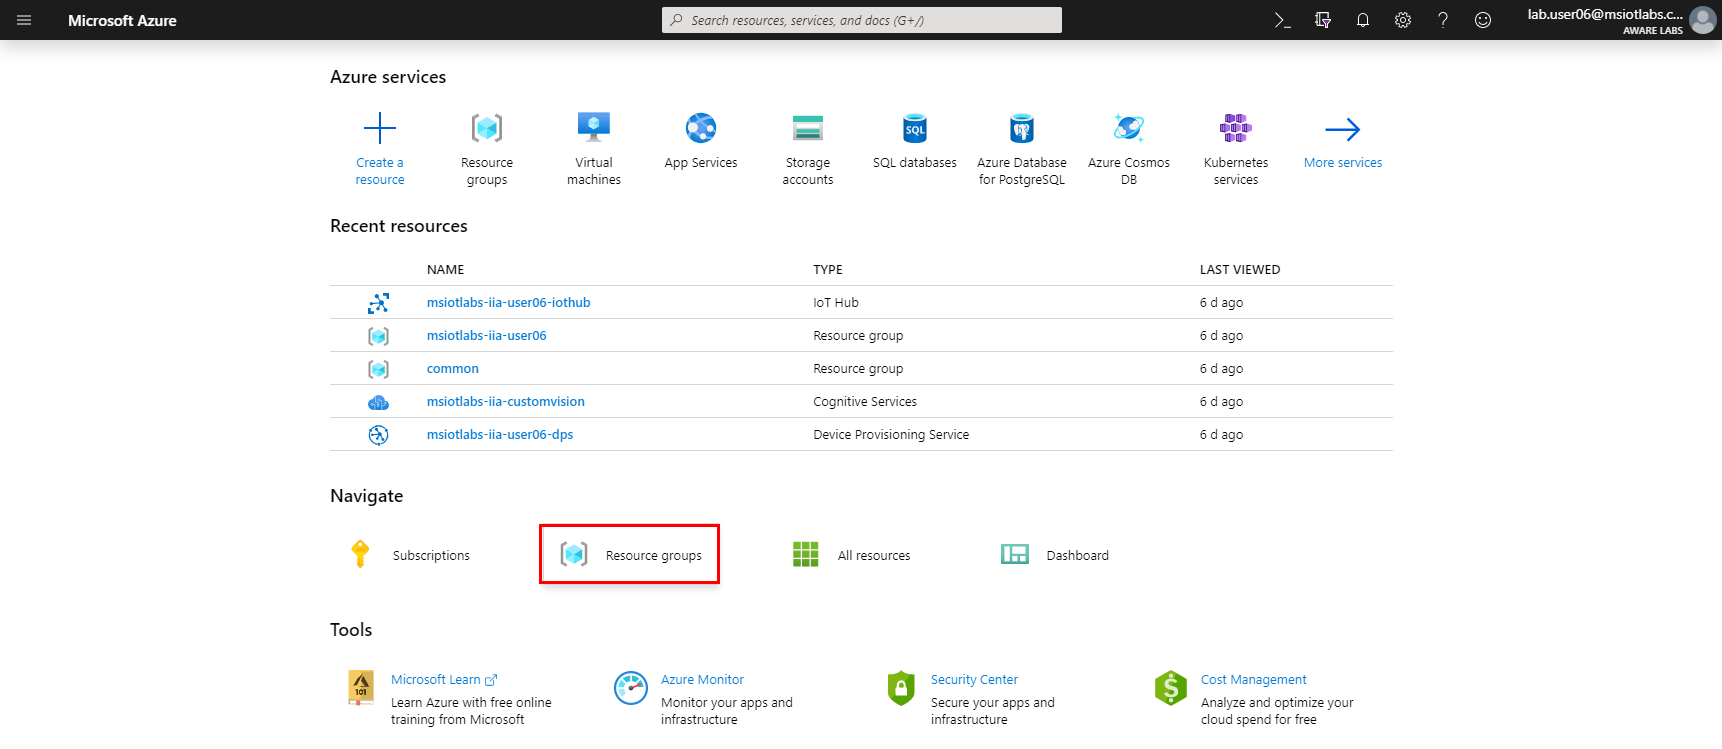 Microsoft Azure
Search resources, services, and docs (G+/)
lab.user06@msiotlabs.c...
AWARE LABS
Azure services
Create a
resource
Resource
groups
Virtual
machines
App Services
Storage
accounts
SQL
SQL databases
Azure Database
for PostgreSQL
Azure Cosmos
DB
Kubernetes
services
More services
Recent resources
NAME TYPE LAST VIEWED
msiotlabs-iia-user06-iothub IoT Hub 6 d ago
msiotlabs-iia-user06 Resource group 6 d ago
common Resource group 6 d ago
msiotlabs-iia-customvision Cognitive Services 6 d ago
msiotlabs-iia-user06-dps Device Provisioning Service 6 d ago
Navigate
Subscriptions Resource groups All resources Dashboard
Tools
101
Microsoft Learn
Learn Azure with free online
training from Microsoft
Azure Monitor
Monitor your apps and
infrastructure
Security Center
Secure your apps and
infrastructure
$
Cost Management
Analyze and optimize your
cloud spend for free